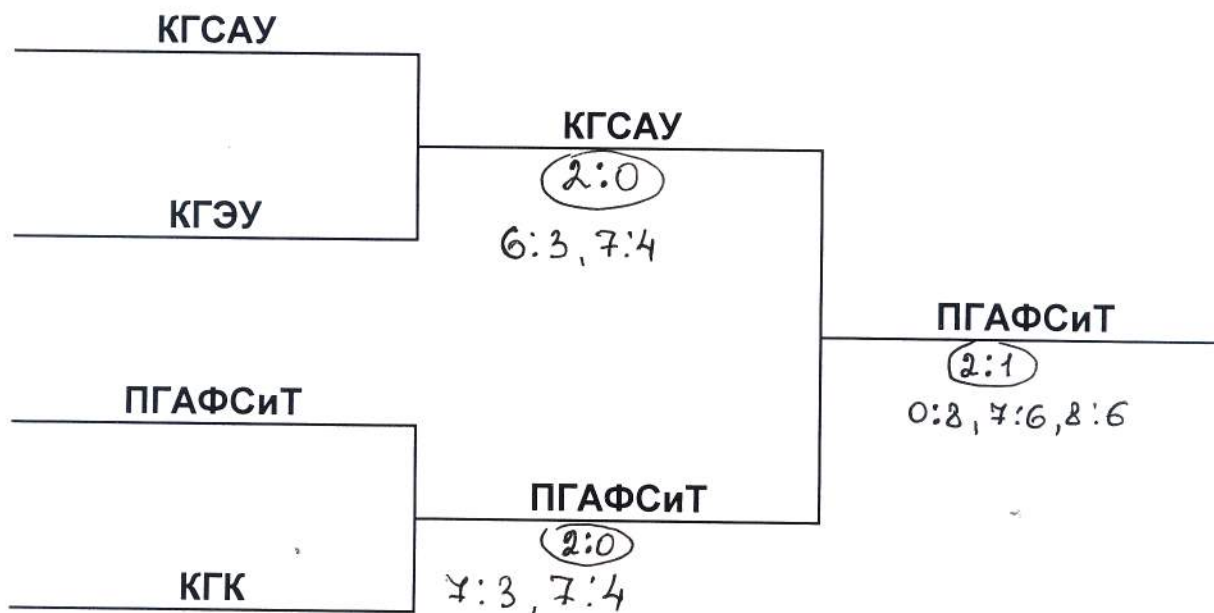 КГСАУ
КГСАУ
2:0
КГЭУ
6:3, 7:4
ПГАФСиТ
2:1
ПГАФСиТ
0:8, 7:6, 8:6
ПГАФСиТ
2:0
КГК
7:3, 7:4